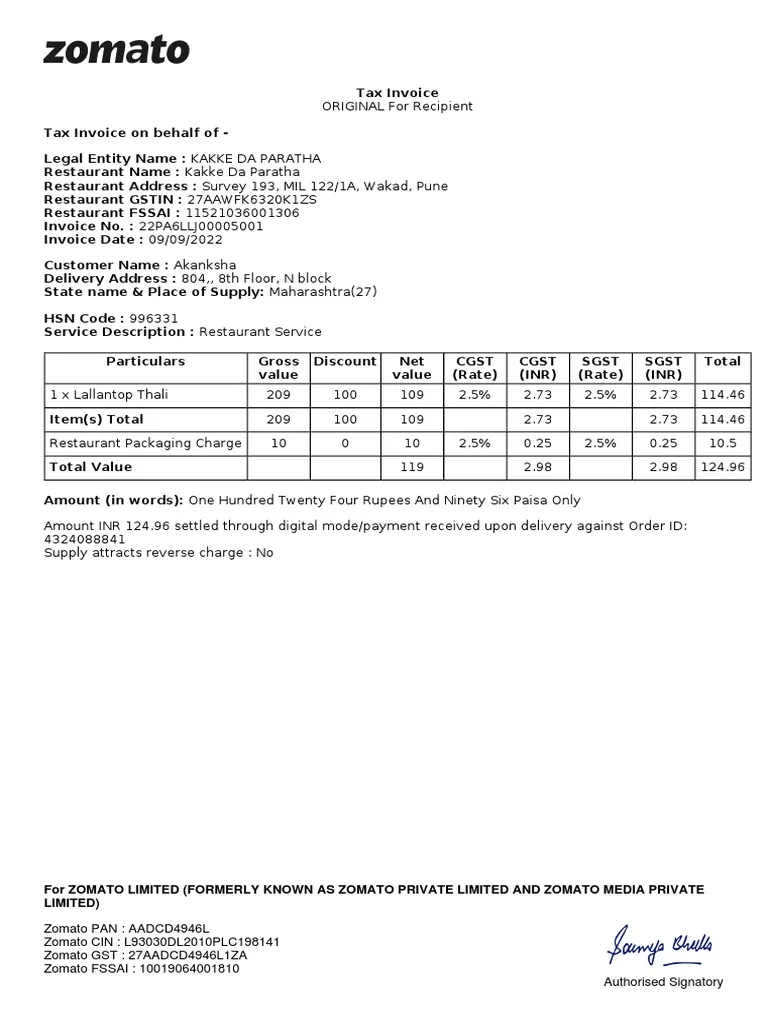 zomato
Tax Invoice
ORIGINAL For Recipient
Tax Invoice on behalf of -
Legal Entity Name : KAKKE DA PARATHA
Restaurant Name : Kakke Da Paratha
Restaurant Address : Survey 193, MIL 122/1A, Wakad, Pune
Restaurant GSTIN : 27AAWFK6320K1ZS
Restaurant FSSAI : 11521036001306
Invoice No. : 22PA6LLJ00005001
Invoice Date : 09/09/2022
Customer Name : Akanksha
Delivery Address : 804,, 8th Floor, N block
State name & Place of Supply: Maharashtra(27)
HSN Code : 996331
Service Description : Restaurant Service
Particulars Gross value Discount Net value CGST (Rate) CGST (INR) SGST (Rate) SGST (INR) Total
1 x Lallantop Thali 209 100 109 2.5% 2.73 2.5% 2.73 114.46
Item(s) Total 209 100 109 2.73 2.73 114.46
Restaurant Packaging Charge 10 0 10 2.5% 0.25 2.5% 0.25 10.5
Total Value 119 2.98 2.98 124.96
Amount (in words): One Hundred Twenty Four Rupees And Ninety Six Paisa Only
Amount INR 124.96 settled through digital mode/payment received upon delivery against Order ID:
4324088841
Supply attracts reverse charge : No
For ZOMATO LIMITED (FORMERLY KNOWN AS ZOMATO PRIVATE LIMITED AND ZOMATO MEDIA PRIVATE
LIMITED)
Zomato PAN : AADCD4946L
Zomato CIN : L93030DL2010PLC198141
Zomato GST : 27AADCD4946L1ZA
Zomato FSSAI : 10019064001810
Authorised Signatory